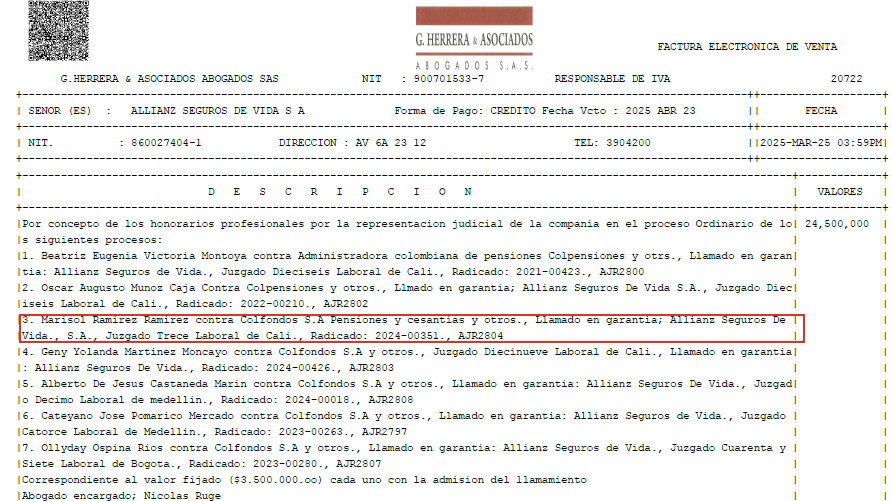 G. HERRERA & ASOCIADOS
ABOGADOS S.A.S.
FACTURA ELECTRONICA DE VENTA
G.HERRERA & ASOCIADOS ABOGADOS SAS NIT : 900701533-7 RESPONSABLE DE IVA 20722
SENOR (ES) : ALLIANZ SEGUROS DE VIDA S A Forma de Pago: CREDITO Fecha Vcto : 2025 ABR 23 FECHA
NIT. : 860027404-1 DIRECCION : AV 6A 23 12 TEL: 3904200 2025-MAR-25 03:59PM
D E S C R I P C I O N VALORES
Por concepto de los honorarios profesionales por la representacion judicial de la compania en el proceso Ordinario de lo 24,500,000
s siguientes procesos:
1. Beatriz Eugenia Victoria Montoya contra Administradora colombiana de pensiones Colpensiones y otrs., Llamado en garan
tia: Allianz Seguros de Vida., Juzgado Dieciseis Laboral de Cali., Radicado: 2021-00423., AJR2800
2. Oscar Augusto Munoz Caja Contra Colpensiones y otros., Llmado en garantia; Allianz Seguros De Vida S.A., Juzgado Diec
iseis Laboral de Cali., Radicado: 2022-00210., AJR2802
3. Marisol Ramirez Ramirez contra Colfondos S.A Pensiones y cesantias y otros., Llamado en garantia; Allianz Seguros De
Vida., S.A., Juzgado Trece Laboral de Cali., Radicado: 2024-00351., AJR2804
4. Geny Yolanda Martinez Moncayo contra Colfondos S.A y otros., Juzgado Diecinueve Laboral de Cali., Llamado en garantia
: Allianz Seguros De Vida., Radicado: 2024-00426., AJR2803
5. Alberto De Jesus Castaneda Marin contra Colfondos S.A y otros., Llamado en garantia: Allianz Seguros De Vida., Juzgad
o Decimo Laboral de medellin., Radicado: 2024-00018., AJR2808
6. Cateyano Jose Pomarico Mercado contra Colfondos S.A y otros., Llamado en garantia: Allianz Seguros de Vida., Juzgado
Catorce Laboral de Medellin., Radicado: 2023-00263., AJR2797
7. Ollyday Ospina Rios contra Colfondos S.A y otros., Llamado en garantia: Allianz Seguros de Vida., Juzgado Cuarenta y
Siete Laboral de Bogota., Radicado: 2023-00280., AJR2807
Correspondiente al valor fijado ($3.500.000.oo) cada uno con la admision del llamamiento
Abogado encargado; Nicolas Ruge